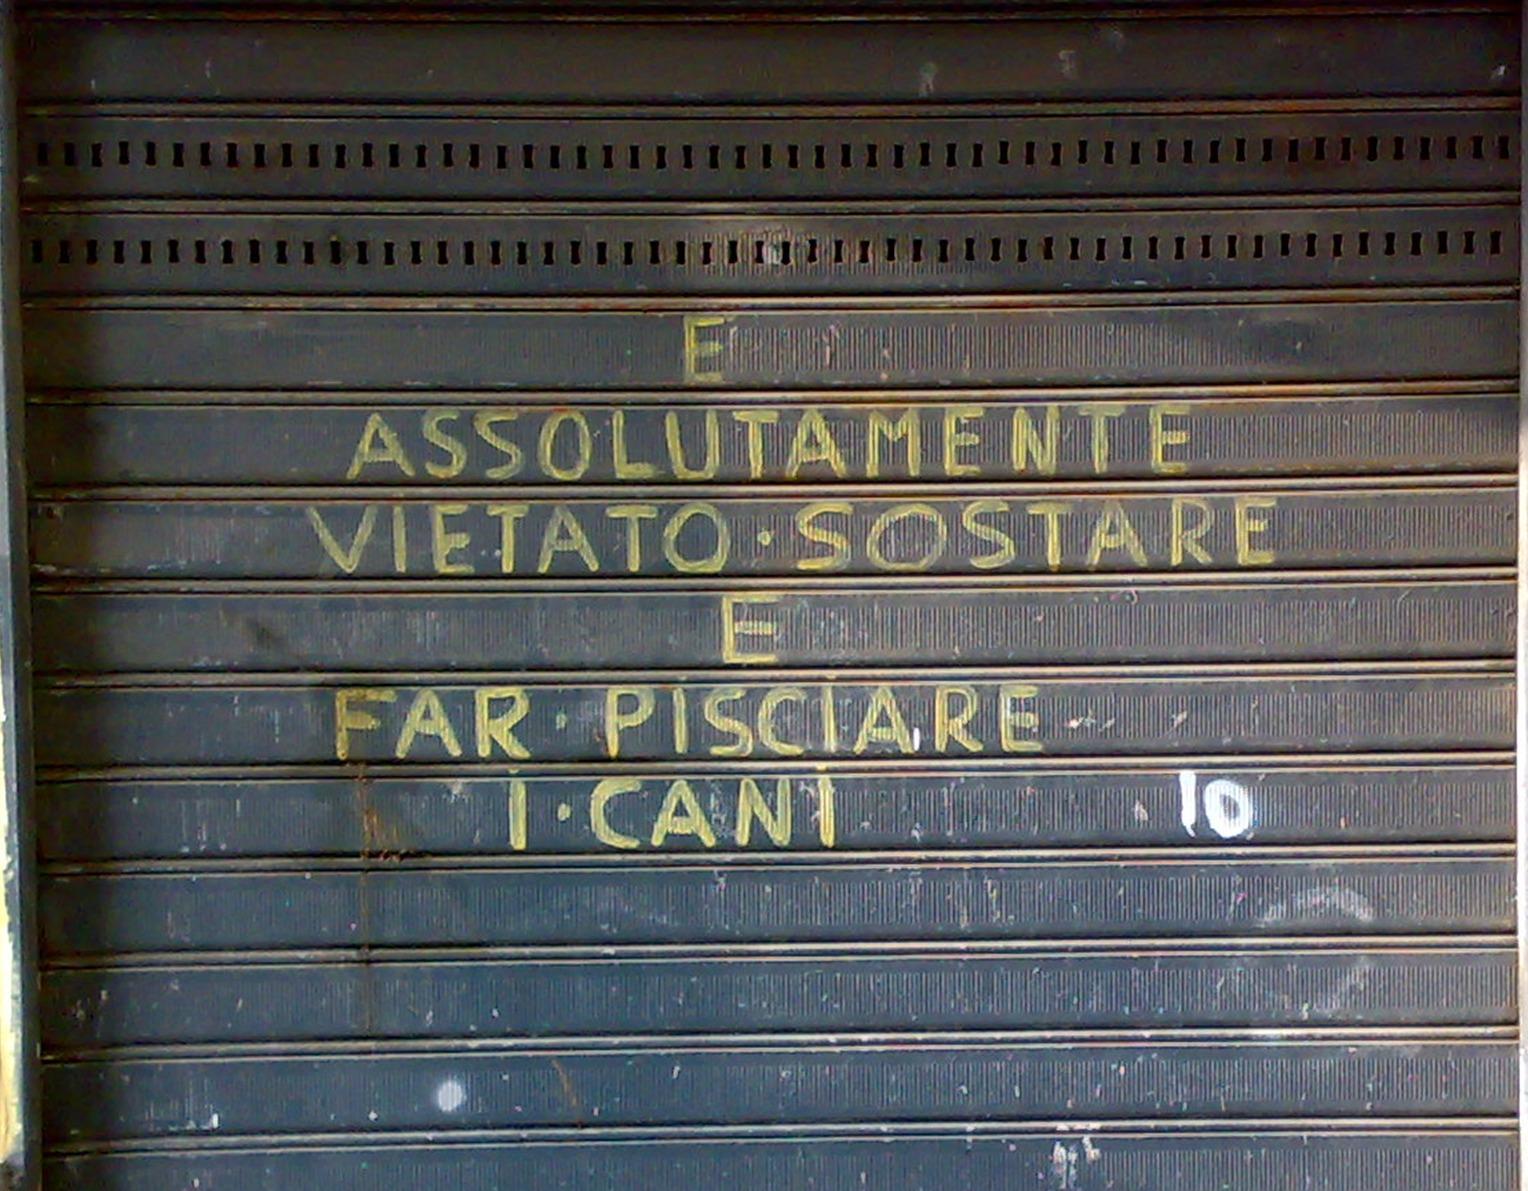 E
ASSOLUTAMENTE
VIETATO·SOSTARE
E
FAR·PISCIARE
I·CANI 10